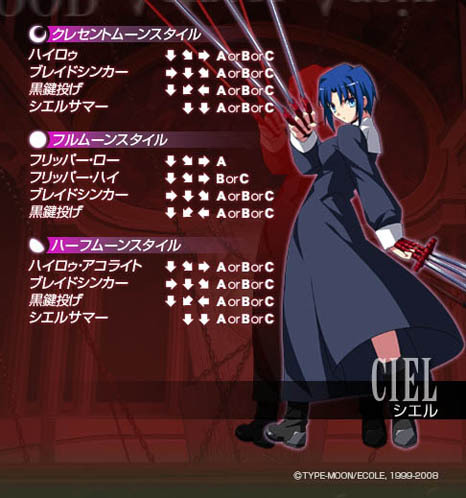 クレセントムーンスタイル
ハイロゥ ⬇⬊➡ AorBorC
ブレイドシンカー ➡⬇⬊ AorBorC
黒鍵投げ ⬇⬋⬅ AorBorC
シエルサマー ⬇⬇ AorBorC
フルムーンスタイル
フリッパー・ロー ⬇⬊➡ A
フリッパー・ハイ ⬇⬊➡ BorC
ブレイドシンカー ➡⬇⬊ AorBorC
黒鍵投げ ⬇⬋⬅ AorBorC
ハーフムーンスタイル
ハイロゥ・アコライト ⬇⬊➡ AorBorC
ブレイドシンカー ➡⬇⬊ AorBorC
黒鍵投げ ⬇⬋⬅ AorBorC
シエルサマー ⬇⬇ AorBorC
CIEL
シエル
©TYPE-MOON/ECOLE, 1999-2008